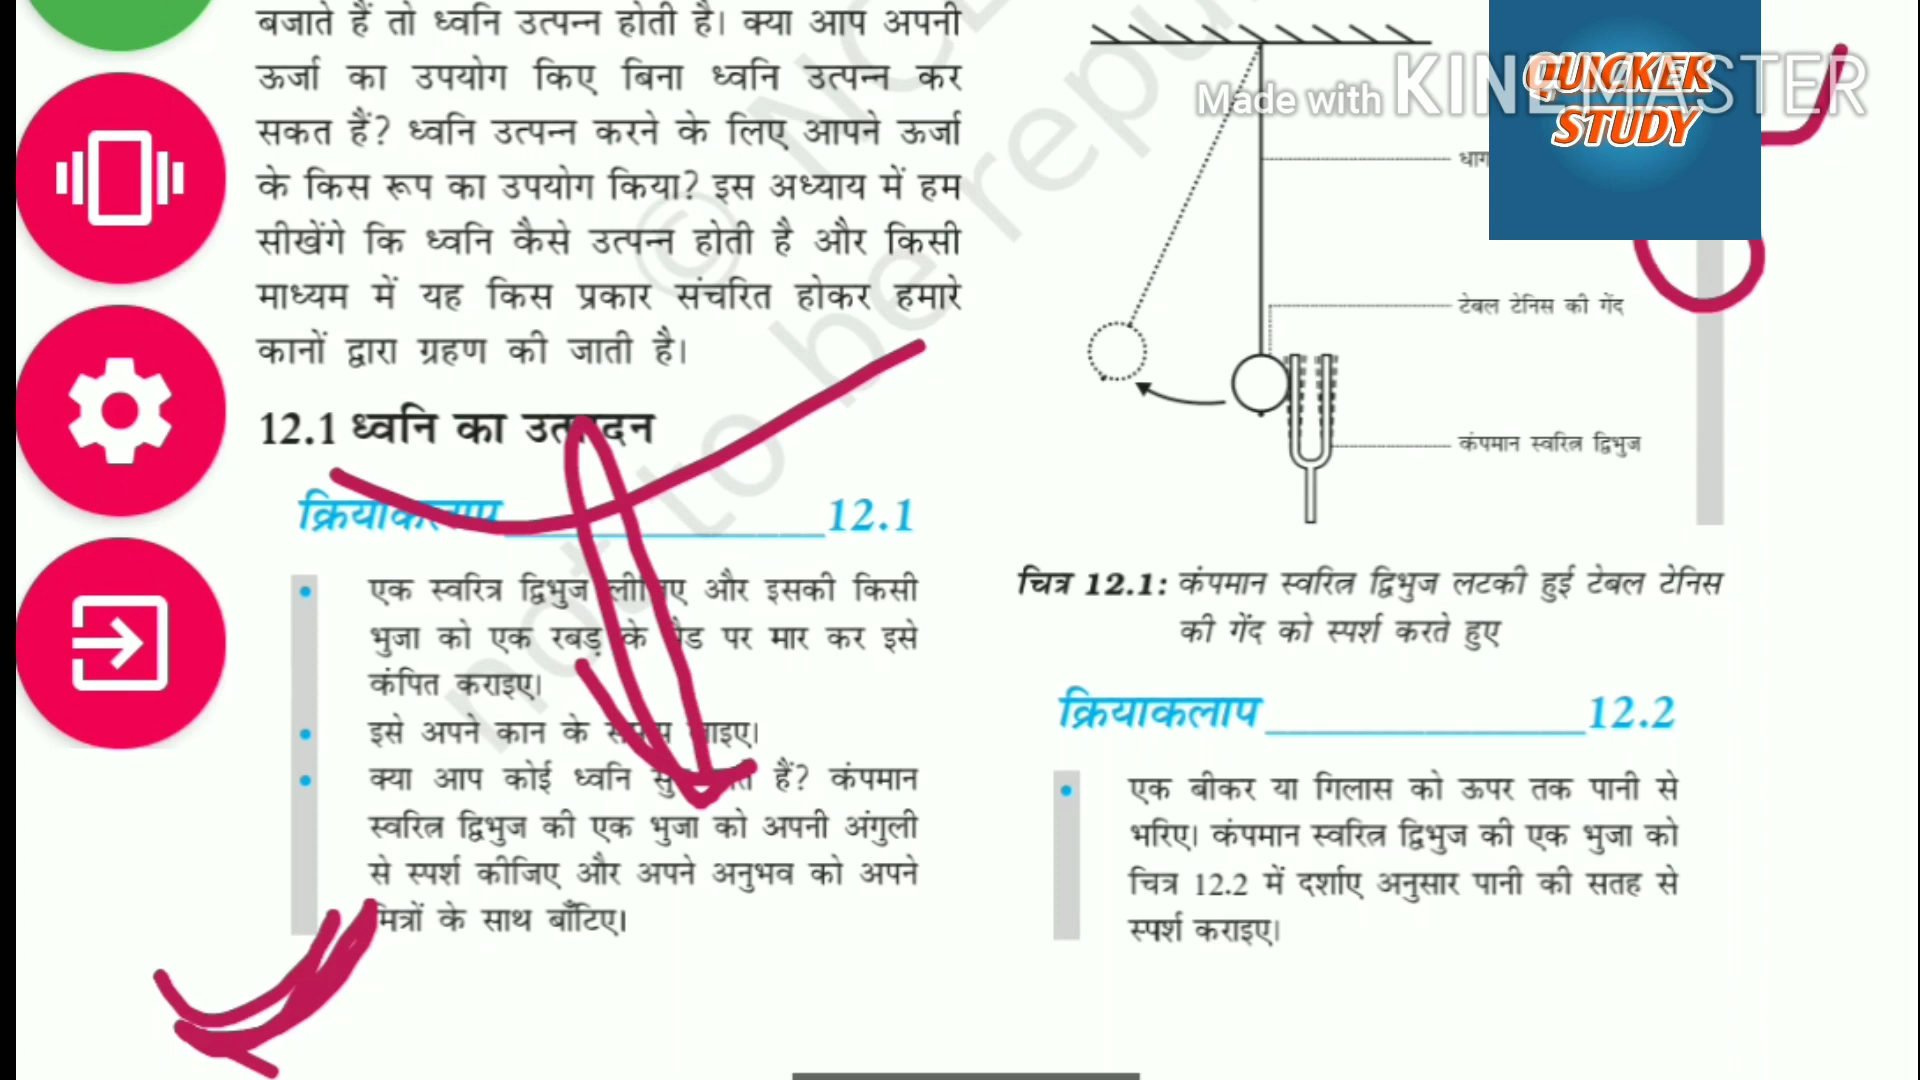 बजाते हैं तो ध्वनि उत्पन्न होती है। क्या आप अपनी
ऊर्जा का उपयोग किए बिना ध्वनि उत्पन्न कर
सकत हैं? ध्वनि उत्पन्न करने के लिए आपने ऊर्जा
के किस रूप का उपयोग किया? इस अध्याय में हम
सीखेंगे कि ध्वनि कैसे उत्पन्न होती है और किसी
माध्यम में यह किस प्रकार संचरित होकर हमारे
कानों द्वारा ग्रहण की जाती है।
12.1 ध्वनि का
क्रियाकलाप 12.1
एक स्वरित्र द्विभुज और इसकी किसी
भुजा को एक रबड़ के पर मार कर इसे
कंपित कराइए।
इसे अपने कान के
क्या आप कोई ध्वनि हैं? कंपमान
स्वरित्र द्विभुज की एक भुजा को अपनी अंगुली
से स्पर्श कीजिए और अपने अनुभव को अपने
मित्रों के साथ बाँटिए।
Made with KINEMASTER
QUICKER
STUDY
टेबल टेनिस की गेंद
कंपमान स्वरित्र द्विभुज
चित्र 12.1: कंपमान स्वरित्र द्विभुज लटकी हुई टेबल टेनिस
की गेंद को स्पर्श करते हुए
क्रियाकलाप 12.2
एक बीकर या गिलास को ऊपर तक पानी से
भरिए। कंपमान स्वरित्र द्विभुज की एक भुजा को
चित्र 12.2 में दर्शाए अनुसार पानी की सतह से
स्पर्श कराइए।
not to be